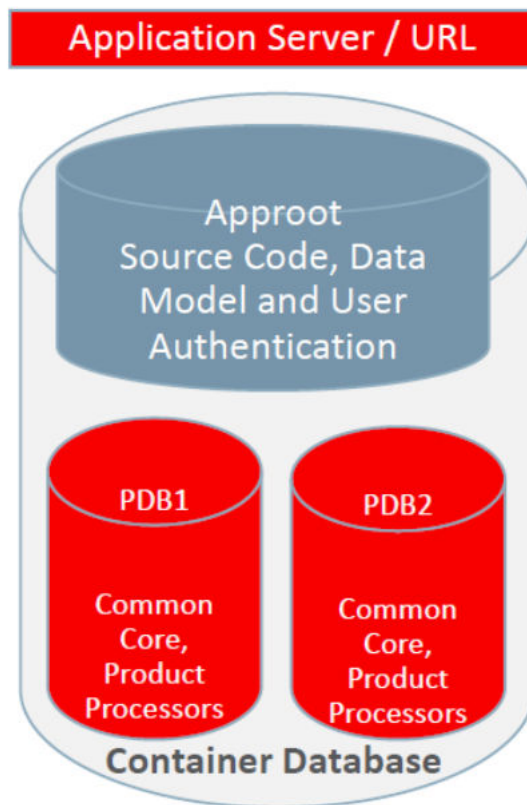 Application Server / URL
Approot
Source Code, Data
Model and User
Authentication
PDB1
Common
Core,
Product
Processors
PDB2
Common
Core,
Product
Processors
Container Database